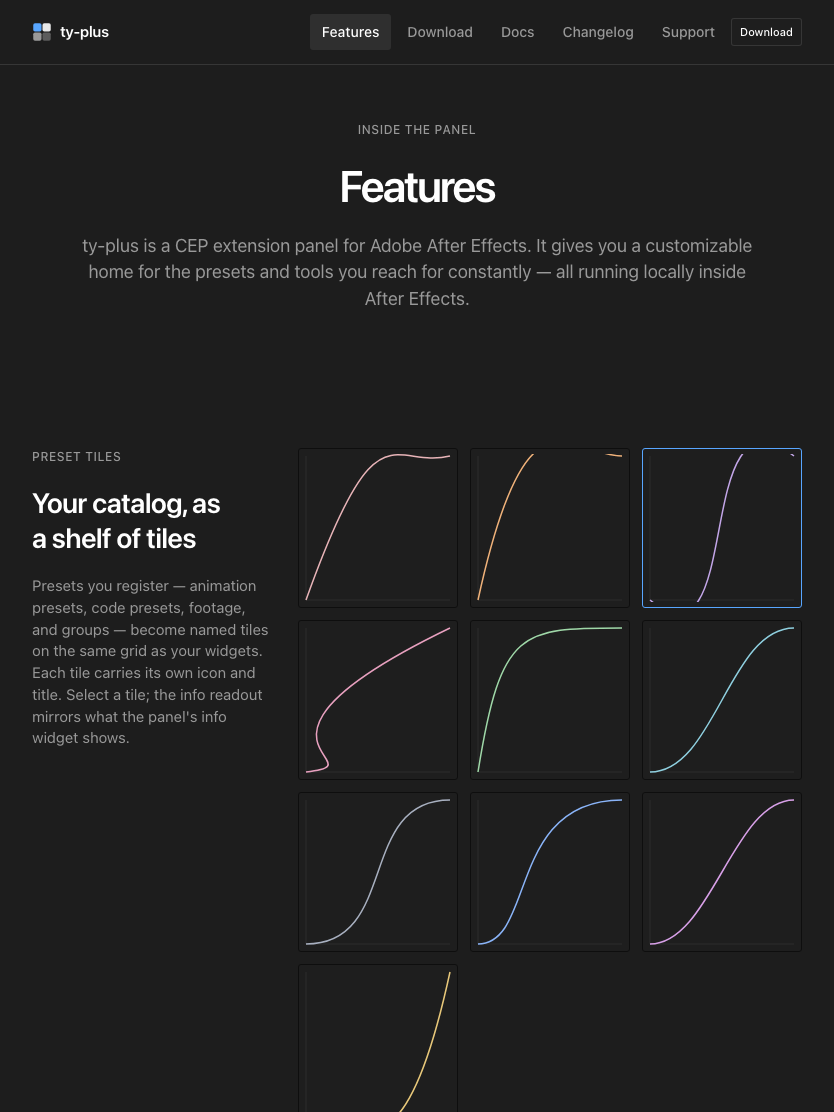 ty-plus
Features
Download
Docs
Changelog
Support
Download
INSIDE THE PANEL
Features
ty-plus is a CEP extension panel for Adobe After Effects. It gives you a customizable
home for the presets and tools you reach for constantly — all running locally inside
After Effects.
PRESET TILES
Your catalog, as
a shelf of tiles
Presets you register — animation
presets, code presets, footage,
and groups — become named tiles
on the same grid as your widgets.
Each tile carries its own icon and
title. Select a tile; the info readout
mirrors what the panel's info
widget shows.